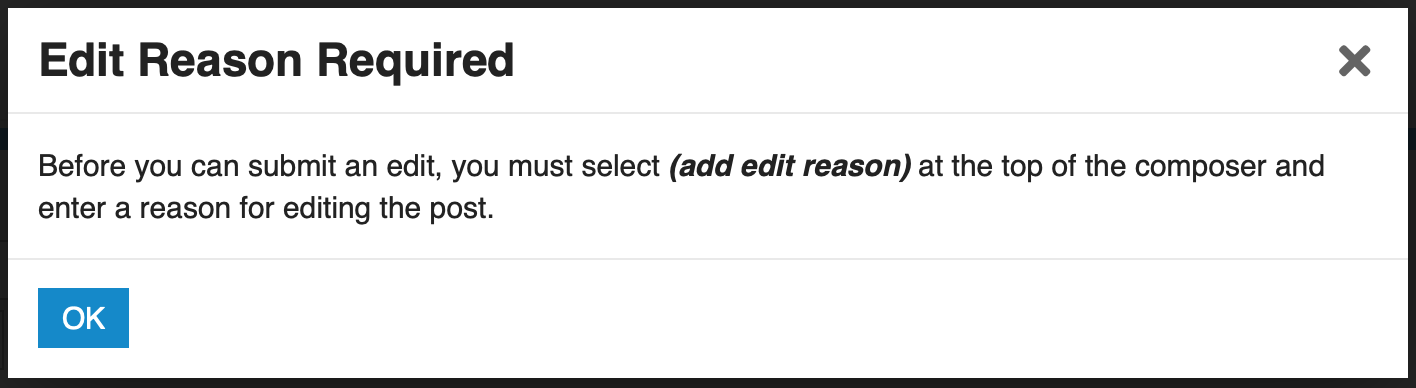 Edit Reason Required
Before you can submit an edit, you must select (add edit reason) at the top of the composer and
enter a reason for editing the post.
OK